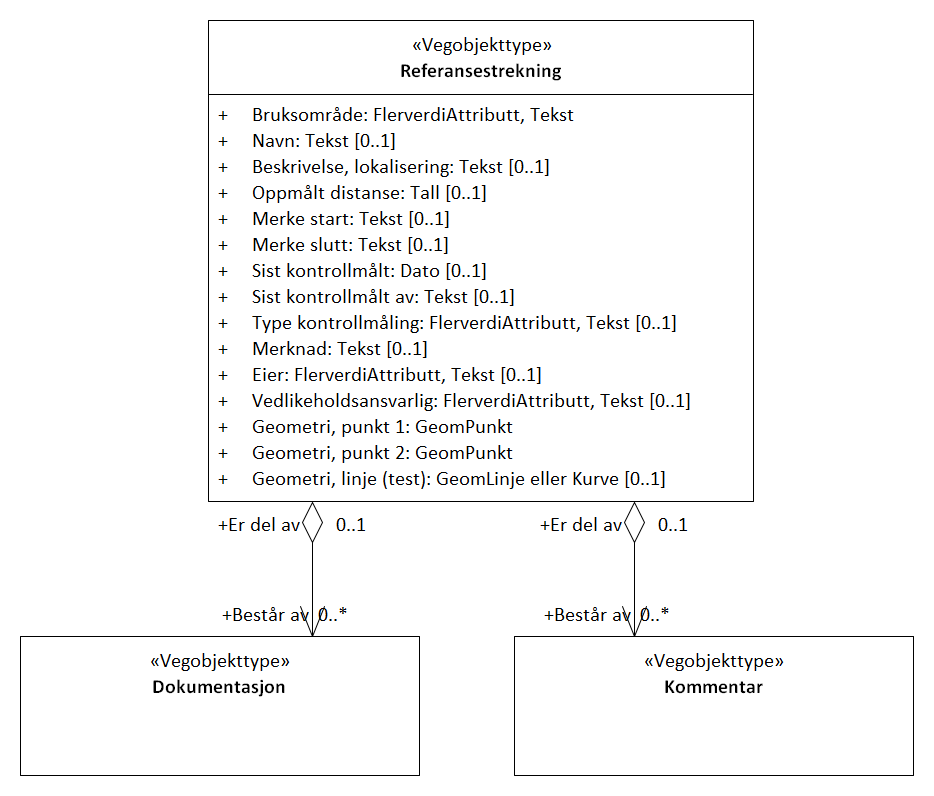 «Vegobjekttype»
Referansestrekning
+ Bruksområde: FlerverdiAttributt, Tekst
+ Navn: Tekst [0..1]
+ Beskrivelse, lokalisering: Tekst [0..1]
+ Oppmålt distanse: Tall [0..1]
+ Merke start: Tekst [0..1]
+ Merke slutt: Tekst [0..1]
+ Sist kontrollmålt: Dato [0..1]
+ Sist kontrollmålt av: Tekst [0..1]
+ Type kontrollmåling: FlerverdiAttributt, Tekst [0..1]
+ Merknad: Tekst [0..1]
+ Eier: FlerverdiAttributt, Tekst [0..1]
+ Vedlikeholdsansvarlig: FlerverdiAttributt, Tekst [0..1]
+ Geometri, punkt 1: GeomPunkt
+ Geometri, punkt 2: GeomPunkt
+ Geometri, linje (test): GeomLinje eller Kurve [0..1]
+Er del av 0..1 +Er del av 0..1
+Består av 0..* +Består av 0..*
«Vegobjekttype»
Dokumentasjon
«Vegobjekttype»
Kommentar